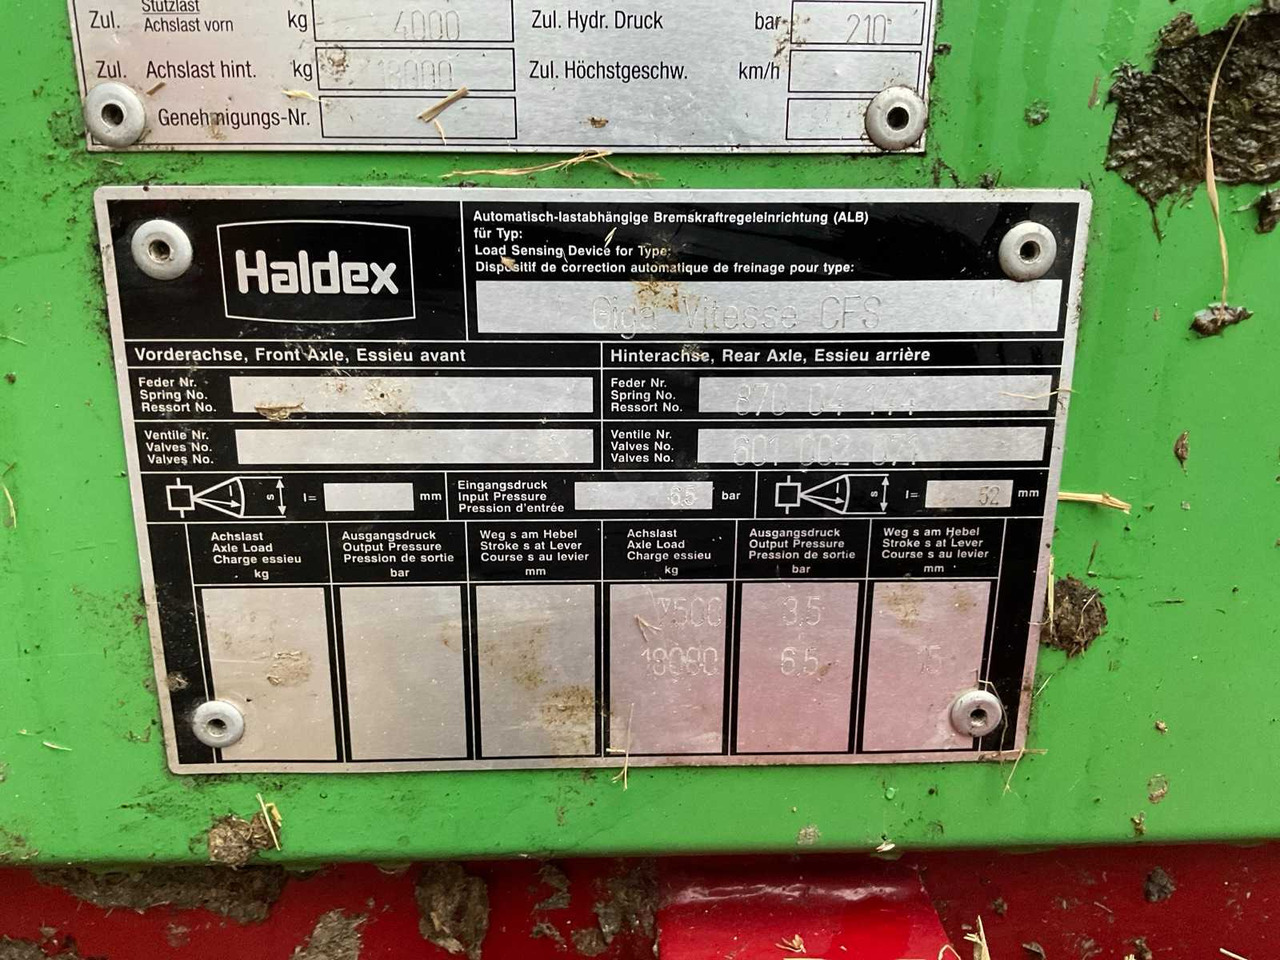 Stützlast
Achslast vorn kg 4000 Zul. Hydr. Druck bar 210
Zul. Achslast hint. kg 18000 Zul. Höchstgeschw. km/h
Genehmigungs-Nr.
Haldex
Automatisch-lastabhängige Bremskraftregeleinrichtung (ALB)
für Typ:
Load Sensing Device for Type:
Dispositif de correction automatique de freinage pour type:
Giga Vitesse CFS
Vorderachse, Front Axle, Essieu avant Hinterachse, Rear Axle, Essieu arrière
Feder Nr.
Spring No.
Ressort No.
Feder Nr.
Spring No.
Ressort No.
870 04 114
Ventile Nr.
Valves No.
Valves No.
Ventile Nr.
Valves No.
Valves No.
601 002 071
s l= mm
Eingangsdruck
Input Pressure
Pression d'entrée
6.5 bar
s l= 52 mm
Achslast
Axle Load
Charge essieu
kg
Ausgangsdruck
Output Pressure
Pression de sortie
bar
Weg s am Hebel
Stroke s at Lever
Course s au levier
mm
Achslast
Axle Load
Charge essieu
kg
Ausgangsdruck
Output Pressure
Pression de sortie
bar
Weg s am Hebel
Stroke s at Lever
Course s au levier
mm
3,5
18000 6,5